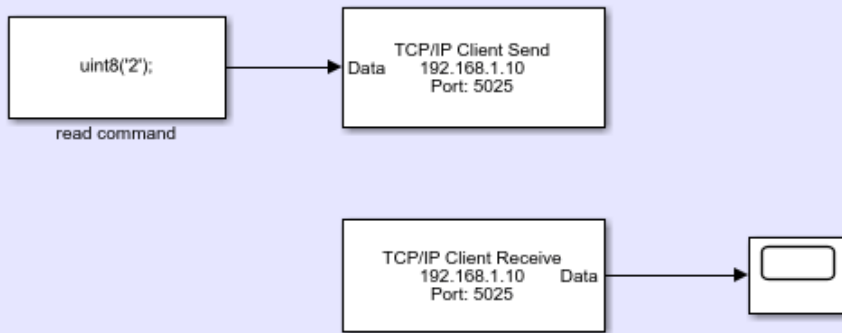 uint8('2');
read command
Data
TCP/IP Client Send
192.168.1.10
Port: 5025
TCP/IP Client Receive
192.168.1.10
Port: 5025
Data